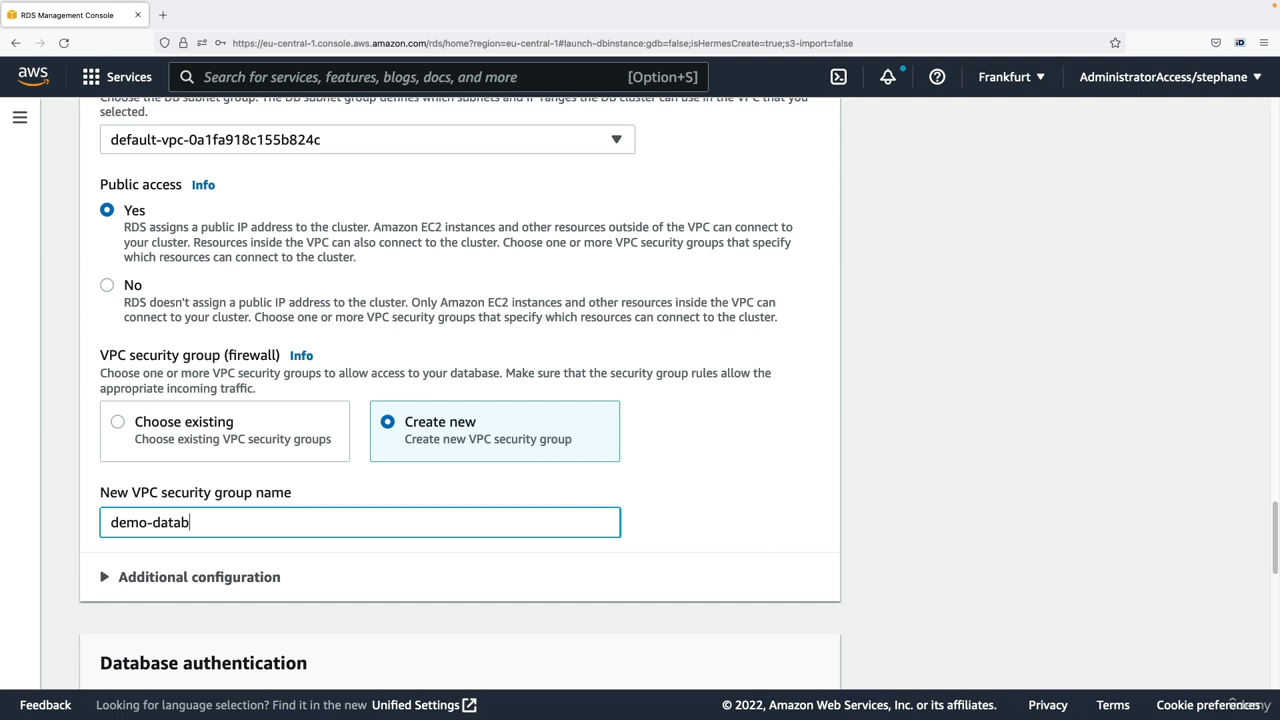 RDS Management Console
https://eu-central-1.console.aws.amazon.com/rds/home?region=eu-central-1#launch-dbinstance:gdb=false;isHermesCreate=true;s3-import=false
aws
Services
Search for services, features, blogs, docs, and more
[Option+S]
Frankfurt
AdministratorAccess/stephane
Choose the DB subnet group. The DB subnet group defines which subnets and IP ranges the DB cluster can use in the VPC that you
selected.
default-vpc-0a1fa918c155b824c
Public access Info
Yes
RDS assigns a public IP address to the cluster. Amazon EC2 instances and other resources outside of the VPC can connect to
your cluster. Resources inside the VPC can also connect to the cluster. Choose one or more VPC security groups that specify
which resources can connect to the cluster.
No
RDS doesn't assign a public IP address to the cluster. Only Amazon EC2 instances and other resources inside the VPC can
connect to your cluster. Choose one or more VPC security groups that specify which resources can connect to the cluster.
VPC security group (firewall) Info
Choose one or more VPC security groups to allow access to your database. Make sure that the security group rules allow the
appropriate incoming traffic.
Choose existing
Choose existing VPC security groups
Create new
Create new VPC security group
New VPC security group name
demo-datab
Additional configuration
Database authentication
Feedback
Looking for language selection? Find it in the new Unified Settings
© 2022, Amazon Web Services, Inc. or its affiliates.
Privacy
Terms
Cookie preferences